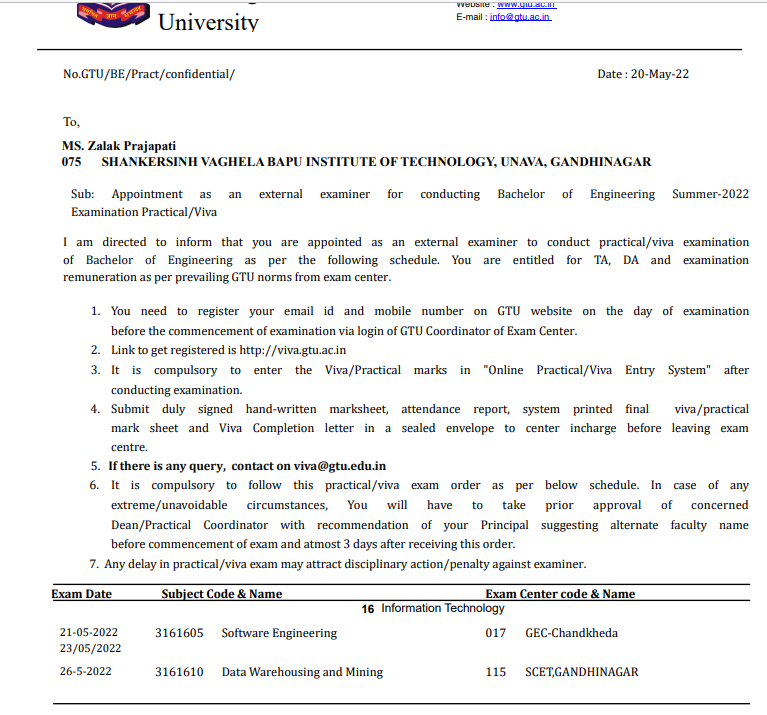 University
Website : www.gtu.ac.in
E-mail : info@gtu.ac.in
No.GTU/BE/Pract/confidential/ Date : 20-May-22
To,
MS. Zalak Prajapati
075 SHANKERSINH VAGHELA BAPU INSTITUTE OF TECHNOLOGY, UNAVA, GANDHINAGAR
Sub: Appointment as an external examiner for conducting Bachelor of Engineering Summer-2022
Examination Practical/Viva
I am directed to inform that you are appointed as an external examiner to conduct practical/viva examination
of Bachelor of Engineering as per the following schedule. You are entitled for TA, DA and examination
remuneration as per prevailing GTU norms from exam center.
1. You need to register your email id and mobile number on GTU website on the day of examination
before the commencement of examination via login of GTU Coordinator of Exam Center.
2. Link to get registered is http://viva.gtu.ac.in
3. It is compulsory to enter the Viva/Practical marks in "Online Practical/Viva Entry System" after
conducting examination.
4. Submit duly signed hand-written marksheet, attendance report, system printed final viva/practical
mark sheet and Viva Completion letter in a sealed envelope to center incharge before leaving exam
centre.
5. If there is any query, contact on viva@gtu.edu.in
6. It is compulsory to follow this practical/viva exam order as per below schedule. In case of any
extreme/unavoidable circumstances, You will have to take prior approval of concerned
Dean/Practical Coordinator with recommendation of your Principal suggesting alternate faculty name
before commencement of exam and atmost 3 days after receiving this order.
7. Any delay in practical/viva exam may attract disciplinary action/penalty against examiner.
Exam Date Subject Code & Name Exam Center code & Name
16 Information Technology
21-05-2022 3161605 Software Engineering 017 GEC-Chandkheda
23/05/2022
26-5-2022 3161610 Data Warehousing and Mining 115 SCET,GANDHINAGAR